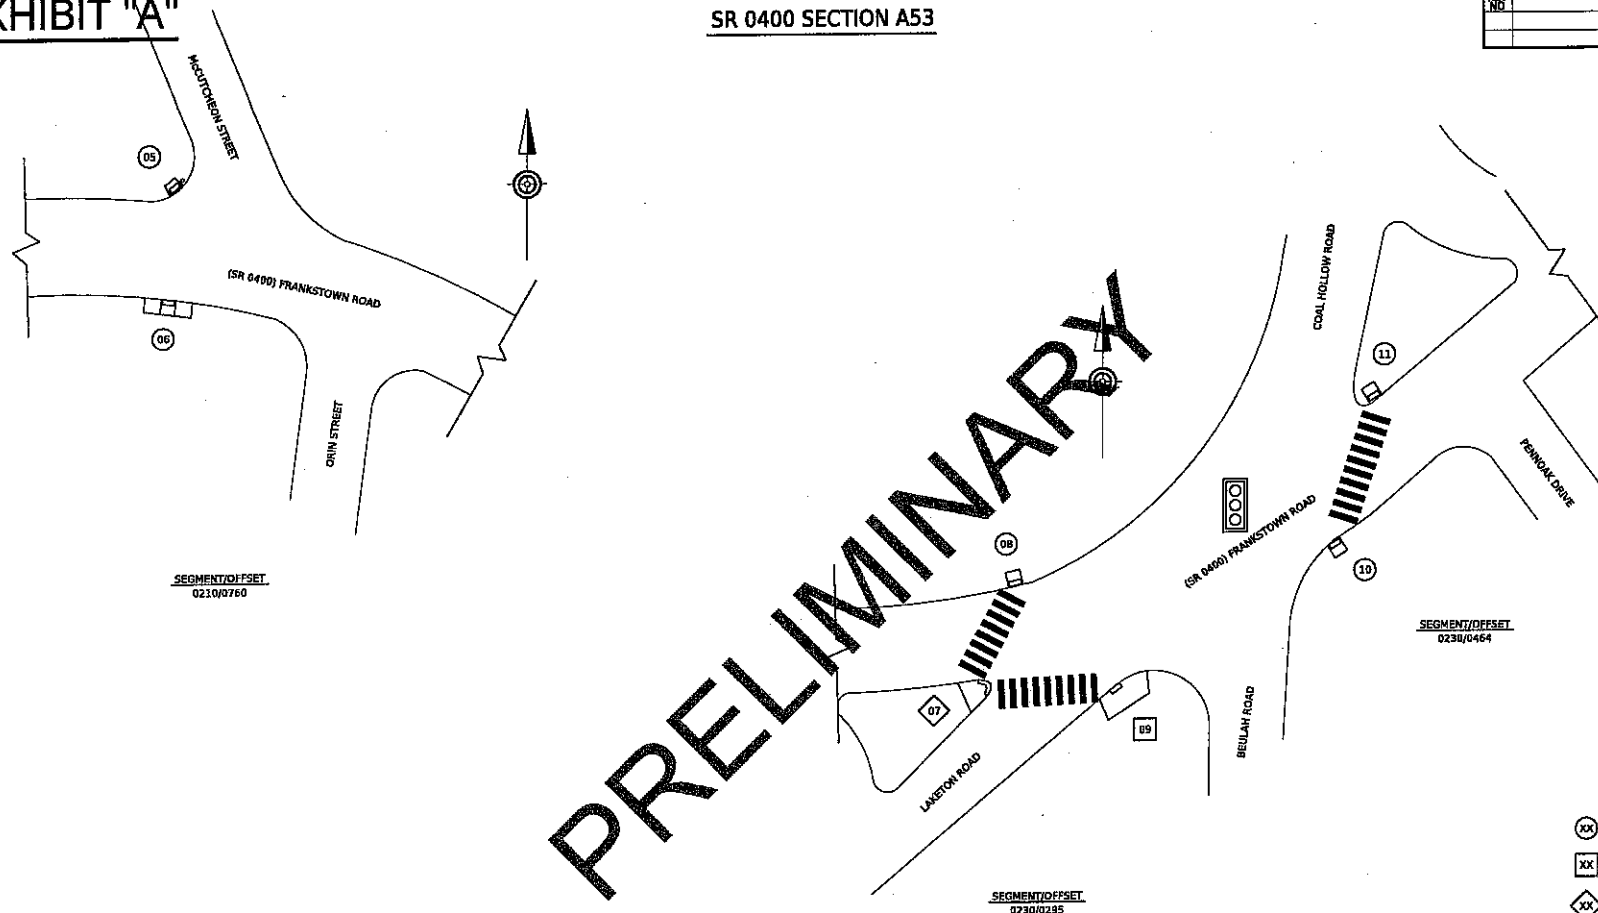 XHIBIT "A"
SR 0400 SECTION A53
NO
McCUTCHEON STREET
05
(SR 0400) FRANKSTOWN ROAD
06
ORIN STREET
SEGMENT/OFFSET
0210/0760
PRELIMINARY
COAL HOLLOW ROAD
11
PENNOAK DRIVE
(SR 0400) FRANKSTOWN ROAD
08
10
SEGMENT/OFFSET
0230/0464
07
09
BEULAH ROAD
LAKETON ROAD
SEGMENT/OFFSET
0230/0295
XX
XX
XX